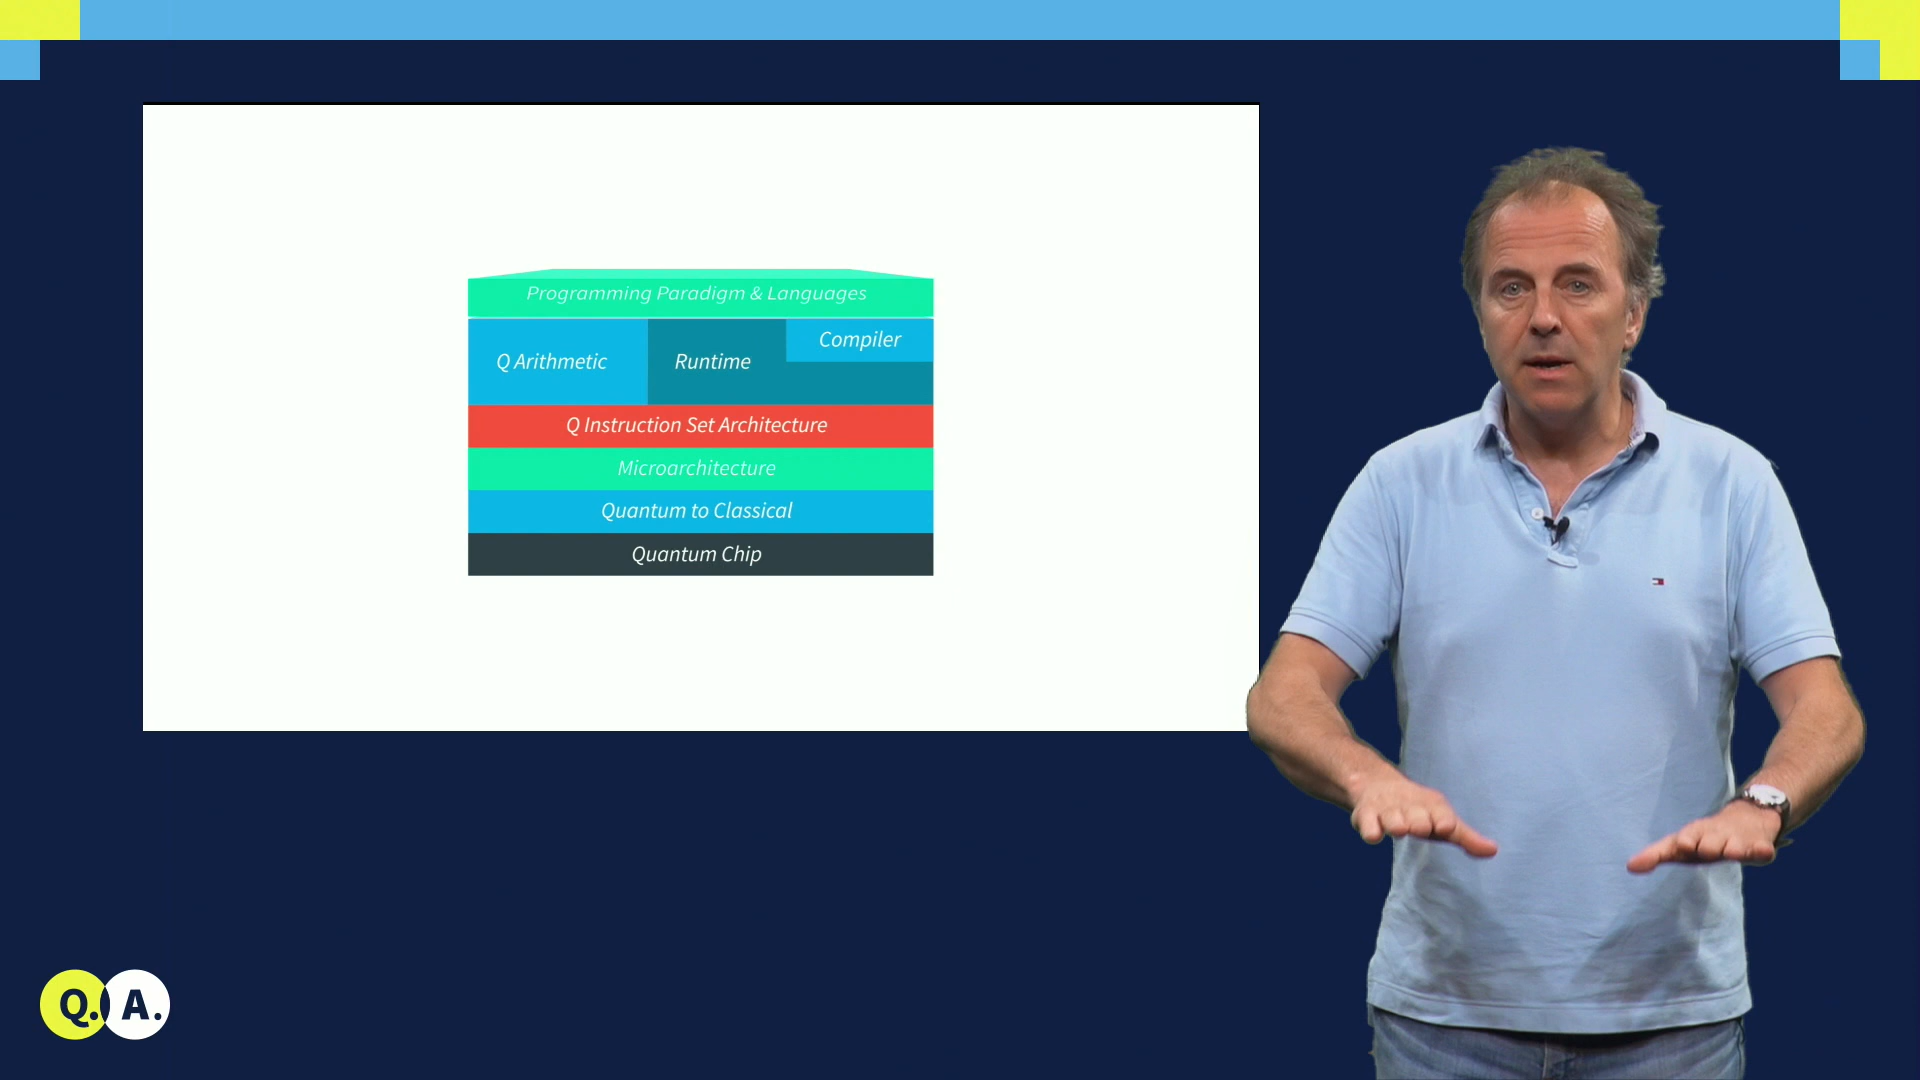 Programming Paradigm & Languages
Q Arithmetic
Runtime
Compiler
Q Instruction Set Architecture
Microarchitecture
Quantum to Classical
Quantum Chip
Q. A.